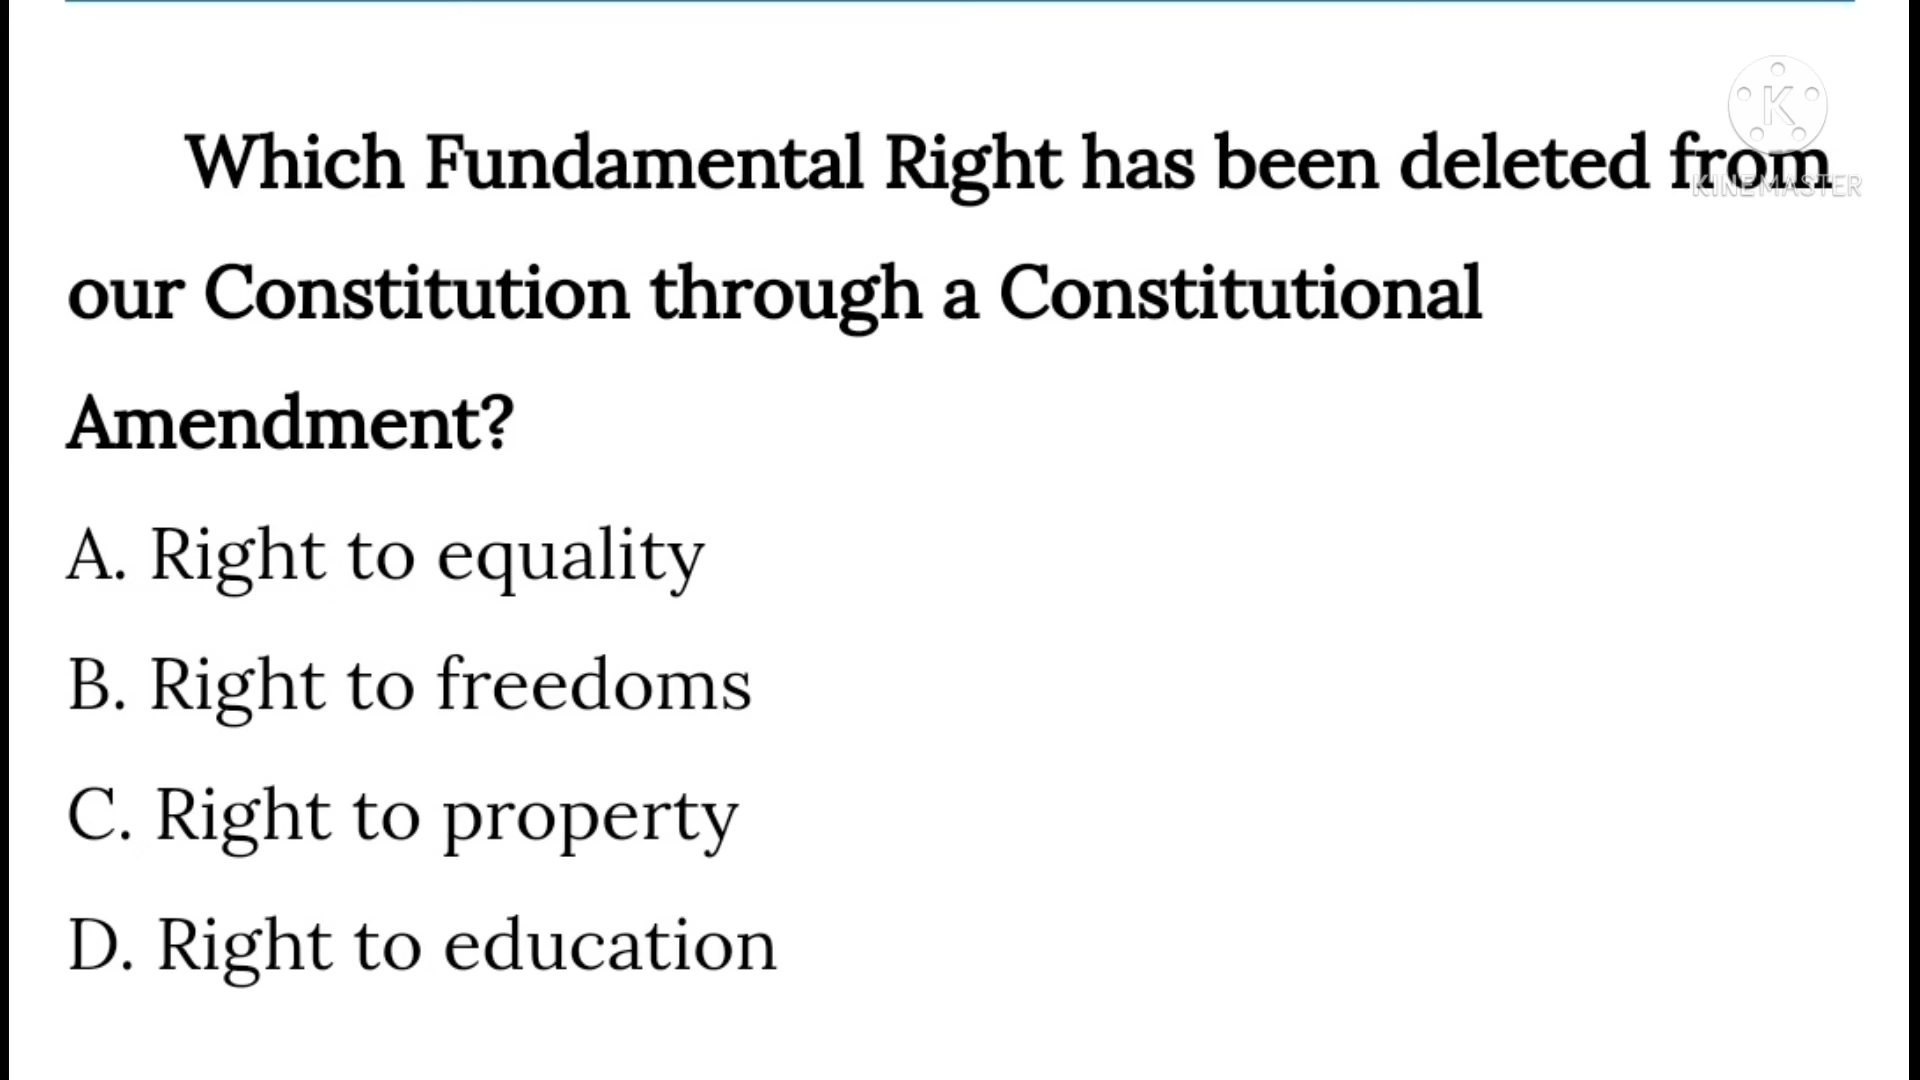 Which Fundamental Right has been deleted from
KINEMASTER
our Constitution through a Constitutional
Amendment?
A. Right to equality
B. Right to freedoms
C. Right to property
D. Right to education